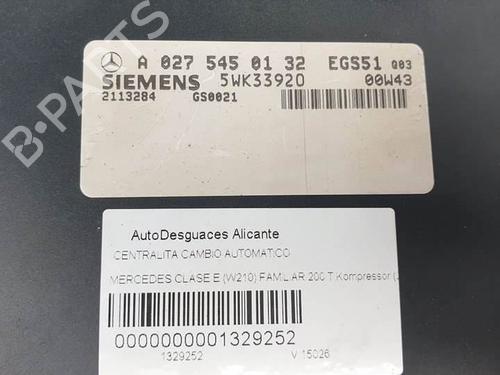 A 027 545 01 32 EGS51 Q03
SIEMENS 5WK33920 00W43
2113284 GS0021
B-PARTS
AutoDesguaces Alicante
CENTRALITA CAMBIO AUTOMATICO
MERCEDES CLASE E (W210) FAMILIAR 200 T Kompressor (
0000000001329252
1329252 V 15026